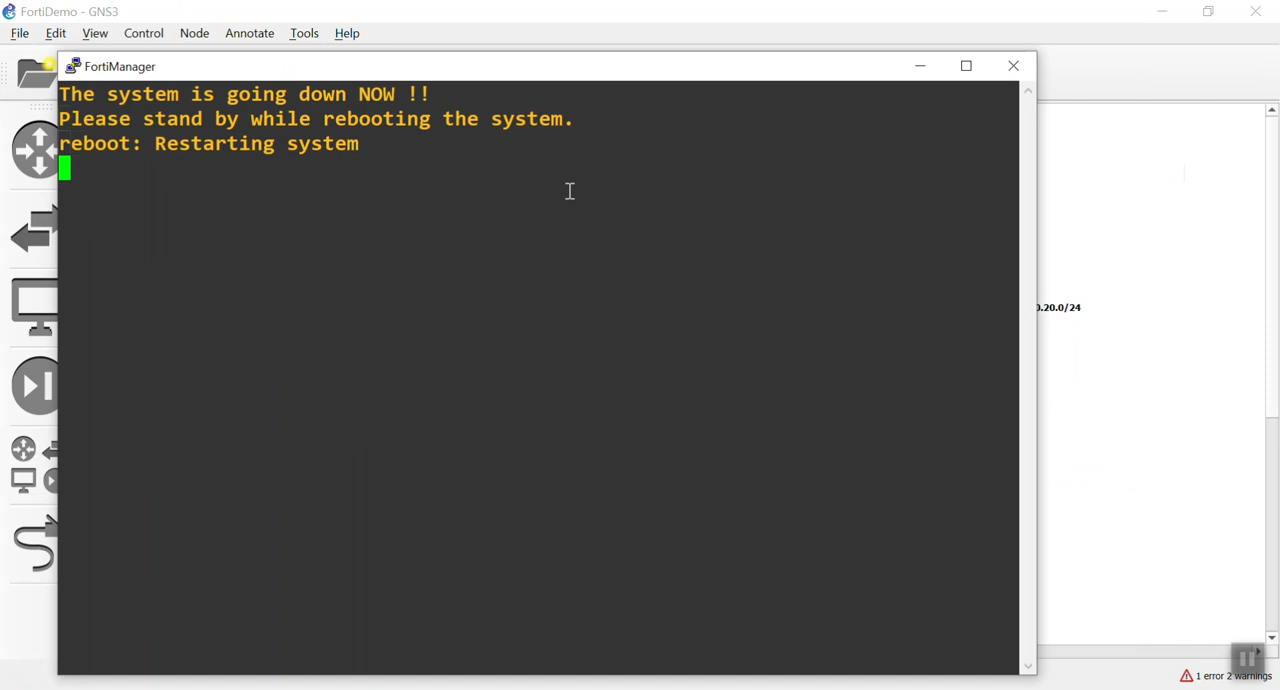 FortiDemo - GNS3
File Edit View Control Node Annotate Tools Help
FortiManager
The system is going down NOW !!
Please stand by while rebooting the system.
reboot: Restarting system
.20.0/24
1 error 2 warnings